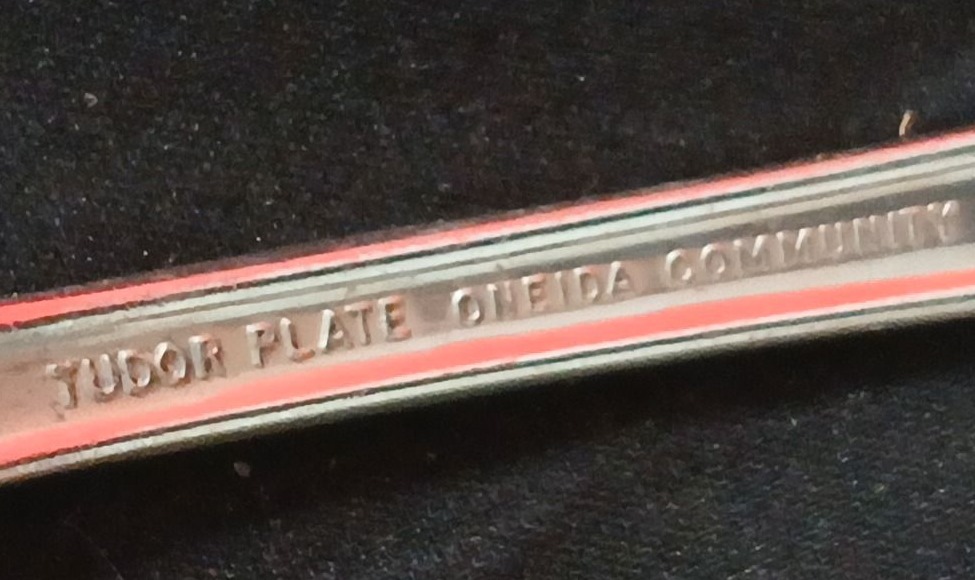 TUDOR PLATE ONEIDA COMMUNITY